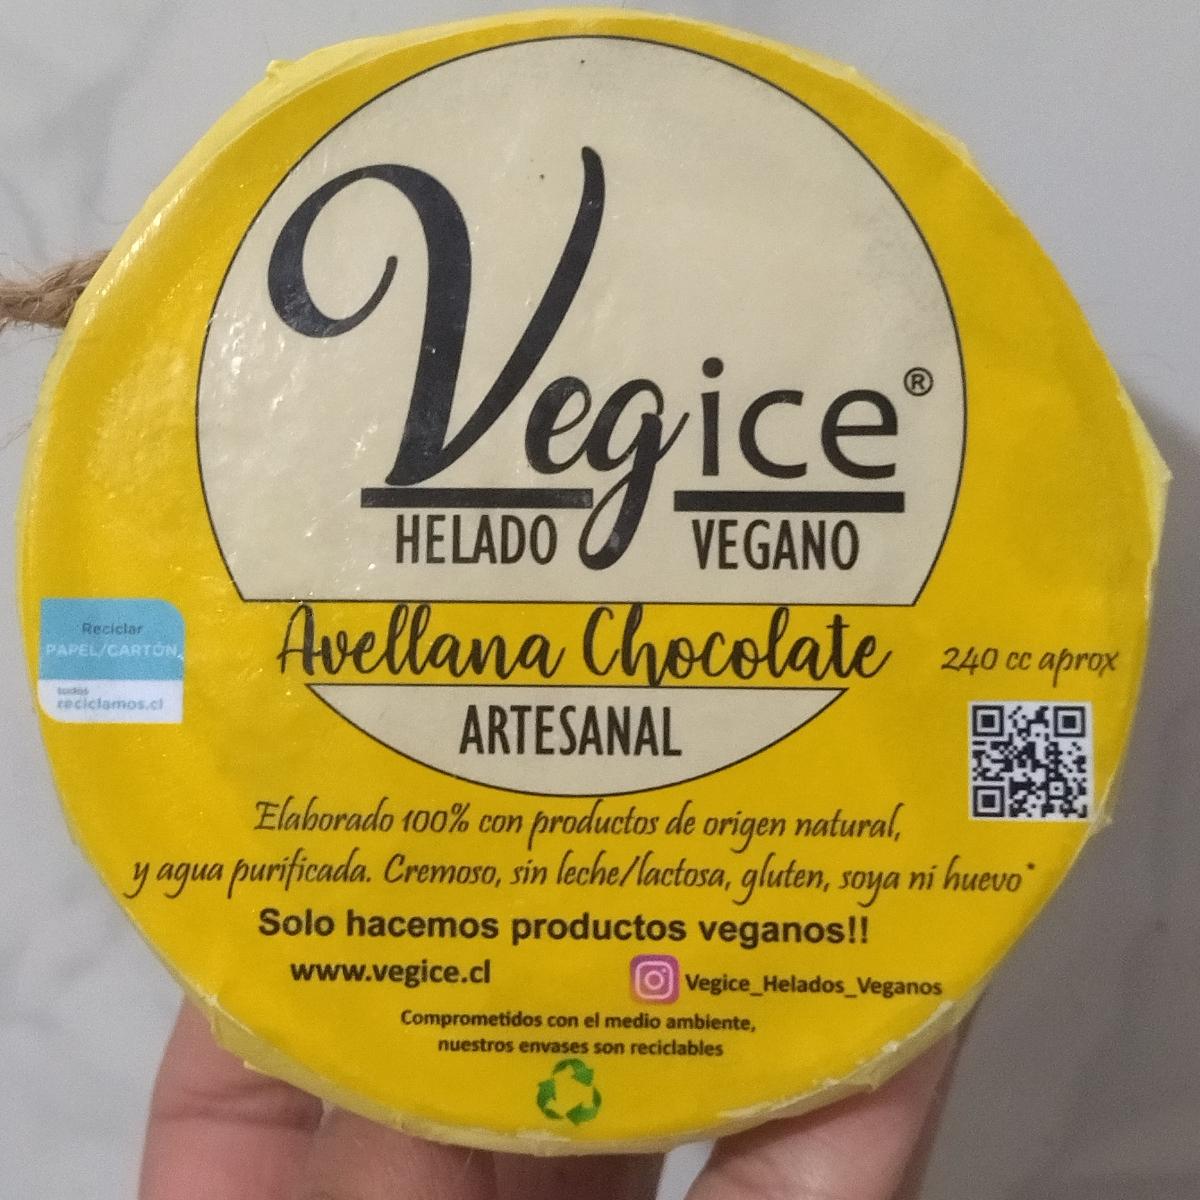 Vegice®
HELADO VEGANO
Avellana Chocolate
240 cc aprox
Reciclar
PAPEL/CARTÓN
todos
reciclamos.cl
ARTESANAL
Elaborado 100% con productos de origen natural,
y agua purificada. Cremoso, sin leche/lactosa, gluten, soya ni huevo*
Solo hacemos productos veganos!!
www.vegice.cl
Vegice_Helados_Veganos
Comprometidos con el medio ambiente,
nuestros envases son reciclables